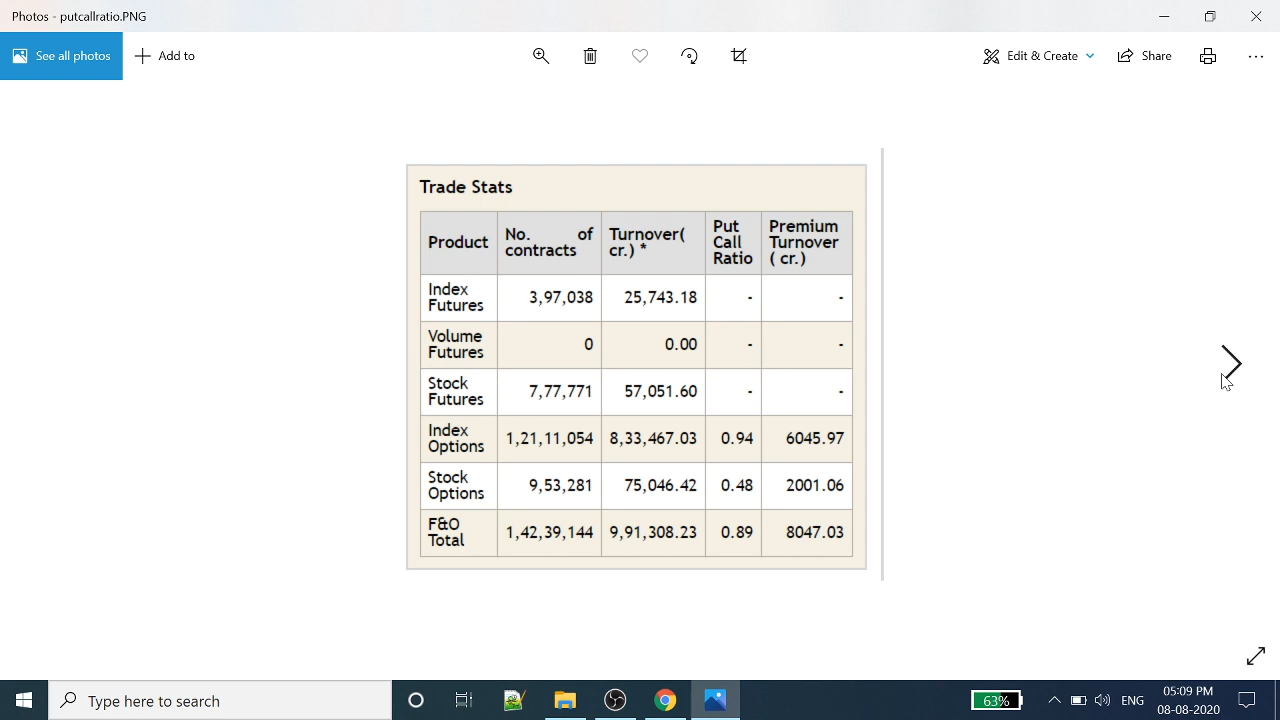 Photos - putcallratio.PNG
See all photos
Add to
Edit & Create
Share
Trade Stats
Product No. of contracts Turnover( cr.) * Put Call Ratio Premium Turnover ( cr.)
Index Futures 3,97,038 25,743.18 - -
Volume Futures 0 0.00 - -
Stock Futures 7,77,771 57,051.60 - -
Index Options 1,21,11,054 8,33,467.03 0.94 6045.97
Stock Options 9,53,281 75,046.42 0.48 2001.06
F&O Total 1,42,39,144 9,91,308.23 0.89 8047.03
Type here to search
63%
ENG
05:09 PM
08-08-2020